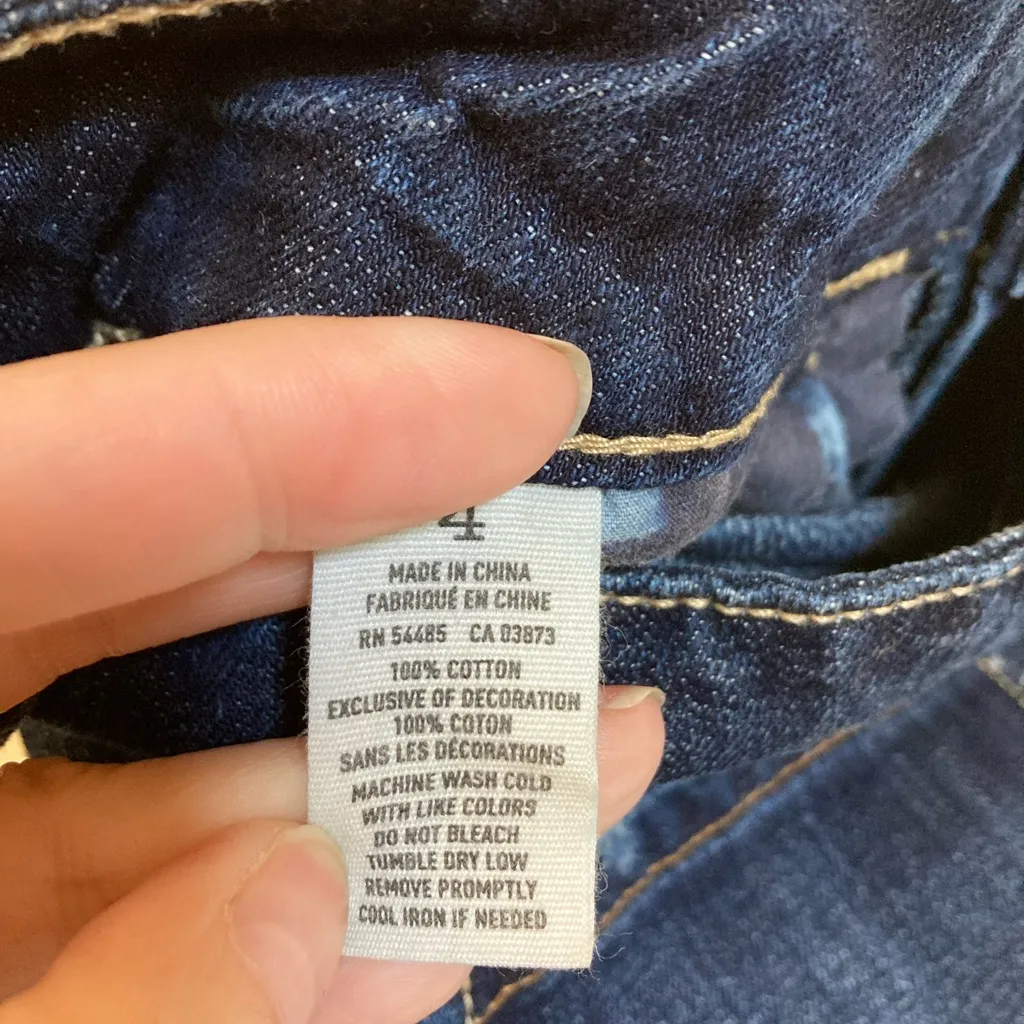 4
MADE IN CHINA
FABRIQUÉ EN CHINE
RN 54485 CA 03873
100% COTTON
EXCLUSIVE OF DECORATION
100% COTON
SANS LES DÉCORATIONS
MACHINE WASH COLD
WITH LIKE COLORS
DO NOT BLEACH
TUMBLE DRY LOW
REMOVE PROMPTLY
COOL IRON IF NEEDED